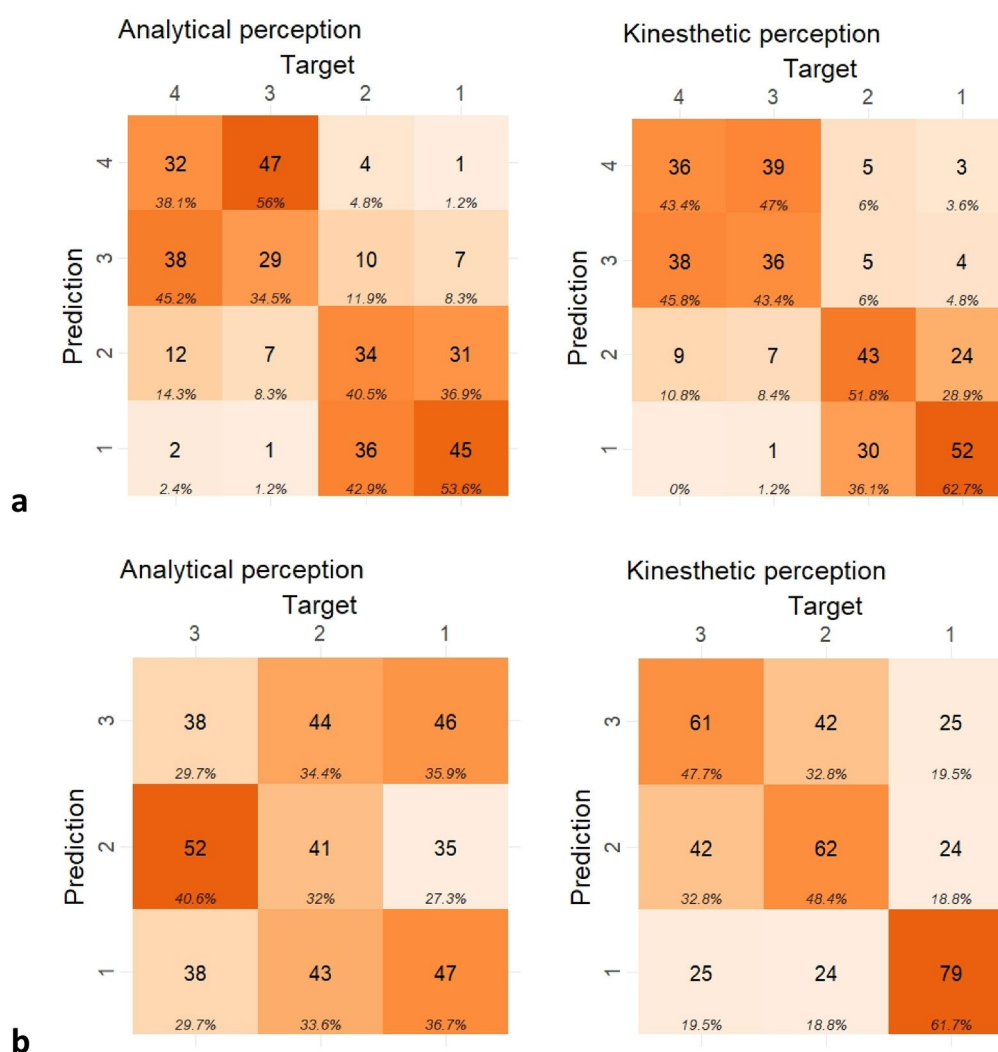 Analytical perception
Target
4 3 2 1
Prediction
4 32 47 4 1
38.1% 56% 4.8% 1.2%
3 38 29 10 7
45.2% 34.5% 11.9% 8.3%
2 12 7 34 31
14.3% 8.3% 40.5% 36.9%
1 2 1 36 45
2.4% 1.2% 42.9% 53.6%
Kinesthetic perception
Target
4 3 2 1
Prediction
4 36 39 5 3
43.4% 47% 6% 3.6%
3 38 36 5 4
45.8% 43.4% 6% 4.8%
2 9 7 43 24
10.8% 8.4% 51.8% 28.9%
1 1 30 52
0% 1.2% 36.1% 62.7%
a
Analytical perception
Target
3 2 1
Prediction
3 38 44 46
29.7% 34.4% 35.9%
2 52 41 35
40.6% 32% 27.3%
1 38 43 47
29.7% 33.6% 36.7%
Kinesthetic perception
Target
3 2 1
Prediction
3 61 42 25
47.7% 32.8% 19.5%
2 42 62 24
32.8% 48.4% 18.8%
1 25 24 79
19.5% 18.8% 61.7%
b